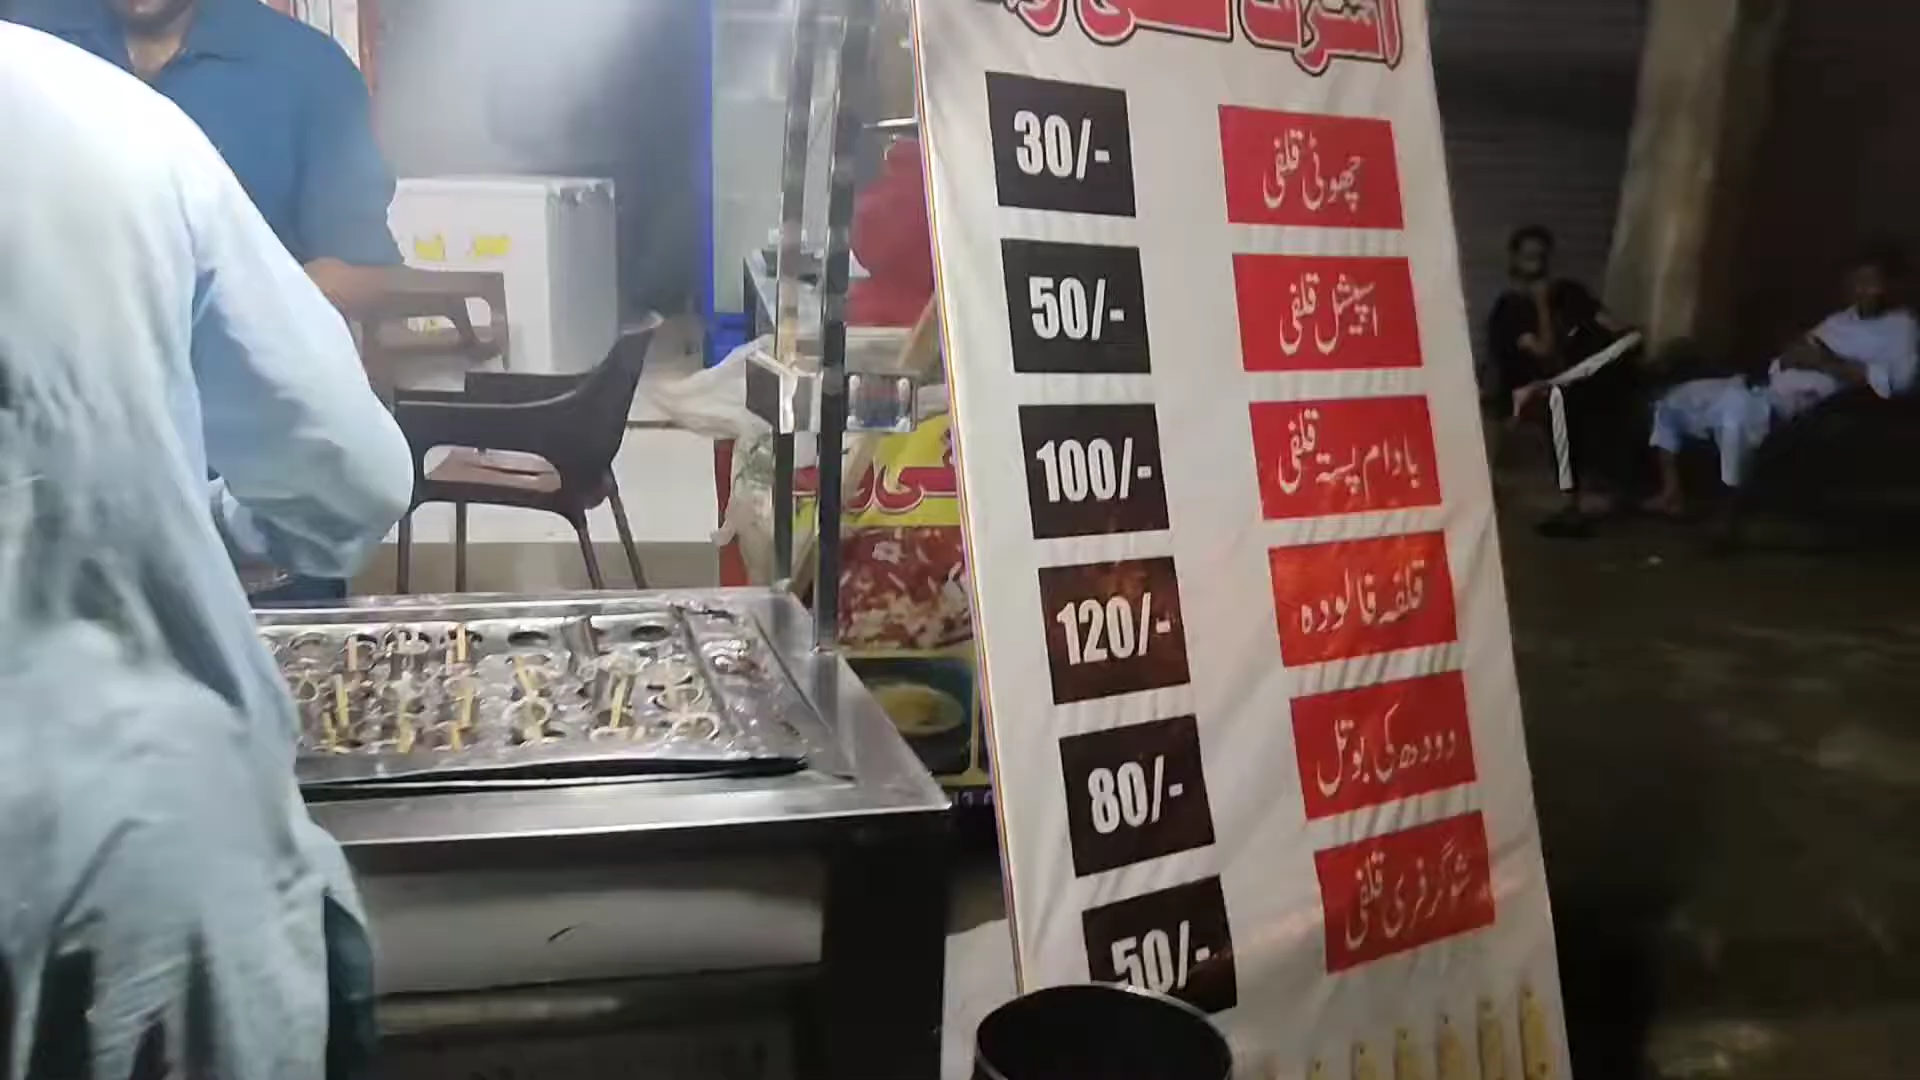 چھوٹی قلفی 30/-
اسپیشل قلفی 50/-
بادام پستہ قلفی 100/-
قلفہ فالودہ 120/-
دودھ کی بوتل 80/-
شوگر فری قلفی 50/-